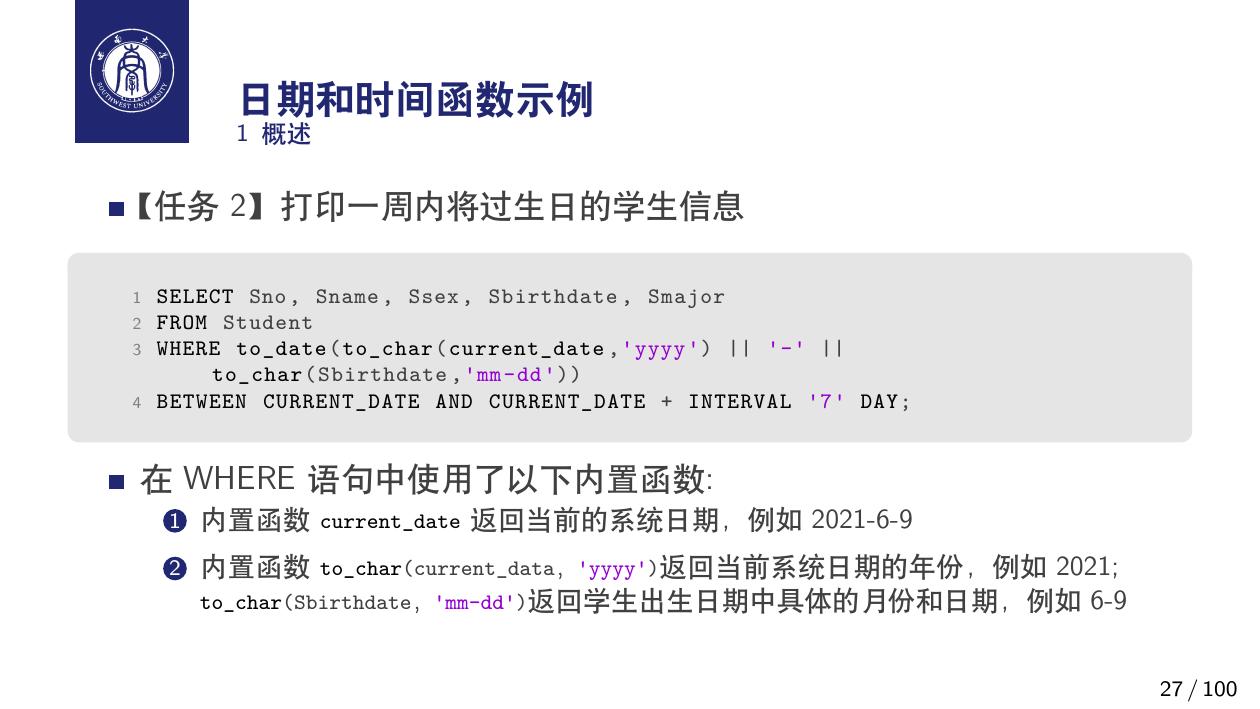 西南大学
SOUTHWEST UNIVERSITY
日期和时间函数示例
1 概述
【任务 2】打印一周内将过生日的学生信息
1 SELECT Sno, Sname, Ssex, Sbirthdate, Smajor
2 FROM Student
3 WHERE to_date(to_char(current_date,'yyyy') || '-' ||
to_char(Sbirthdate,'mm-dd'))
4 BETWEEN CURRENT_DATE AND CURRENT_DATE + INTERVAL '7' DAY;
在 WHERE 语句中使用了以下内置函数:
1 内置函数 current_date 返回当前的系统日期，例如 2021-6-9
2 内置函数 to_char(current_data, 'yyyy')返回当前系统日期的年份，例如 2021;
to_char(Sbirthdate, 'mm-dd')返回学生出生日期中具体的月份和日期，例如 6-9
27 / 100